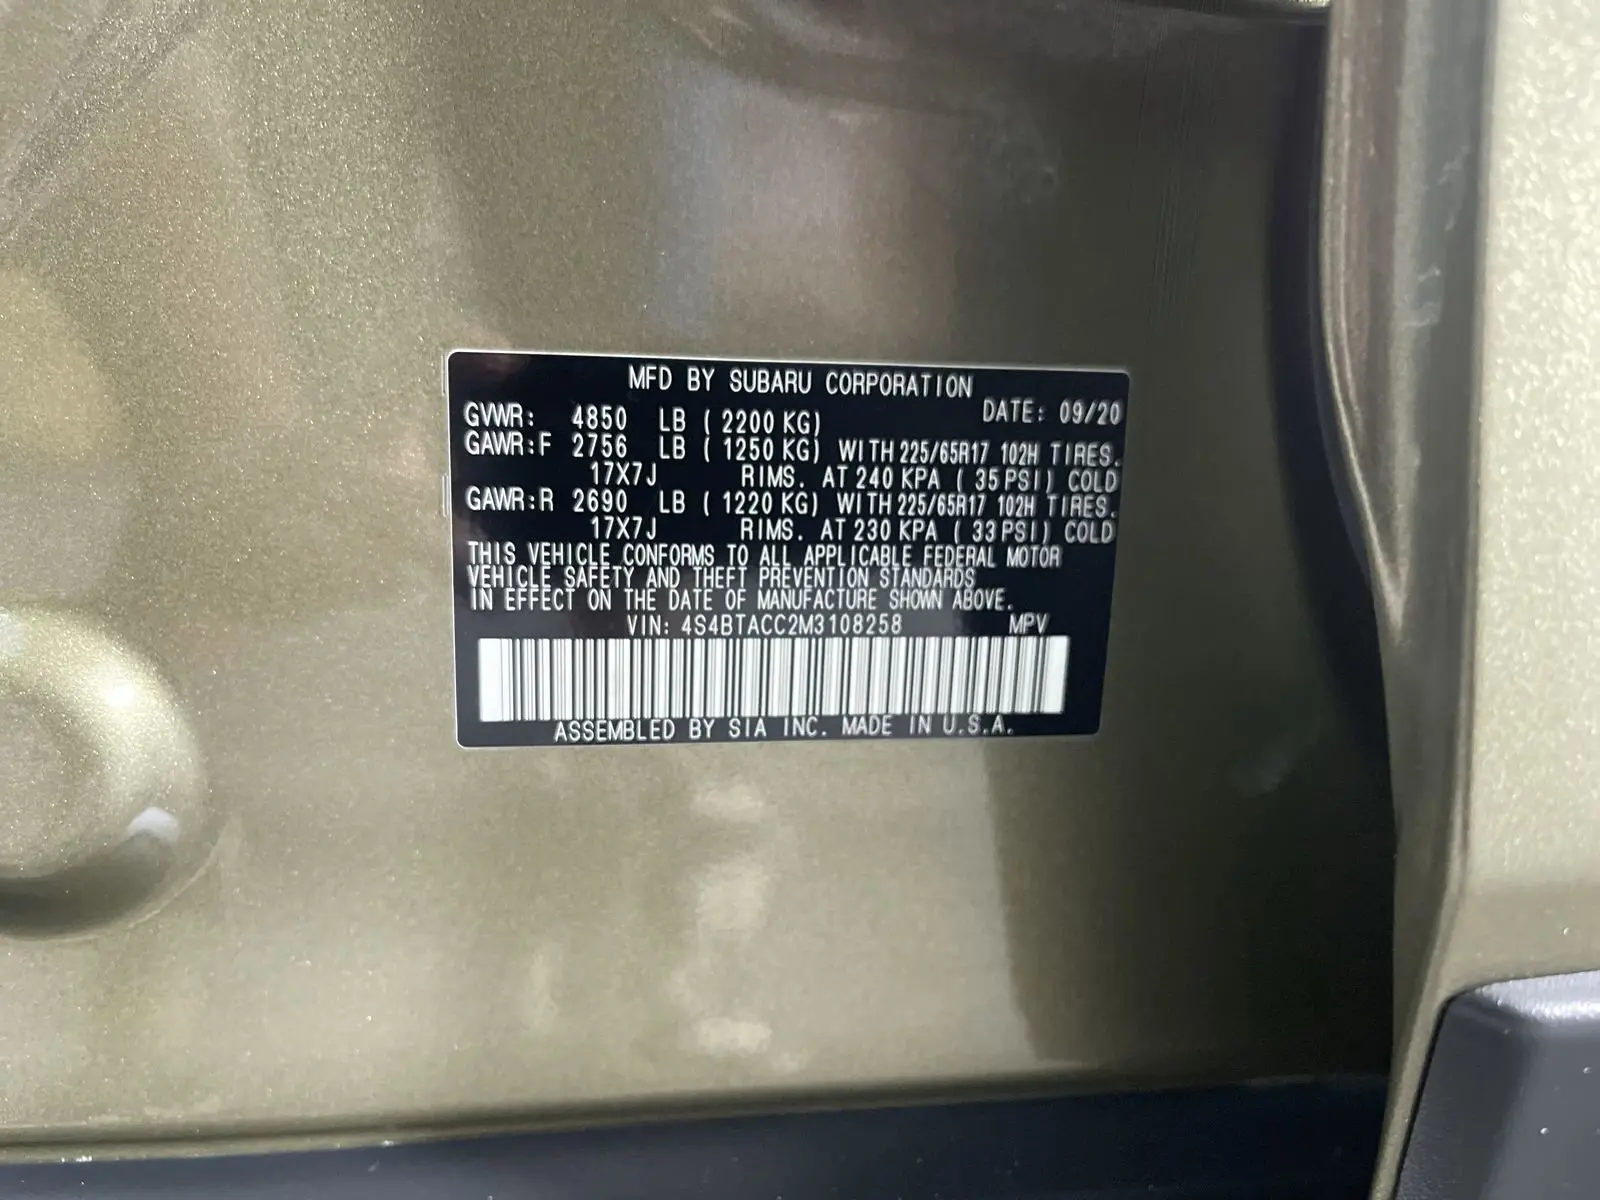 MFD BY SUBARU CORPORATION
DATE: 09/20
GVWR: 4850 LB ( 2200 KG)
GAWR:F 2756 LB ( 1250 KG) WITH 225/65R17 102H TIRES.
17X7J RIMS. AT 240 KPA ( 35 PSI) COLD
GAWR:R 2690 LB ( 1220 KG) WITH 225/65R17 102H TIRES.
17X7J RIMS. AT 230 KPA ( 33 PSI) COLD
THIS VEHICLE CONFORMS TO ALL APPLICABLE FEDERAL MOTOR
VEHICLE SAFETY AND THEFT PREVENTION STANDARDS
IN EFFECT ON THE DATE OF MANUFACTURE SHOWN ABOVE.
VIN: 4S4BTACC2M3108258 MPV
ASSEMBLED BY SIA INC. MADE IN U.S.A.